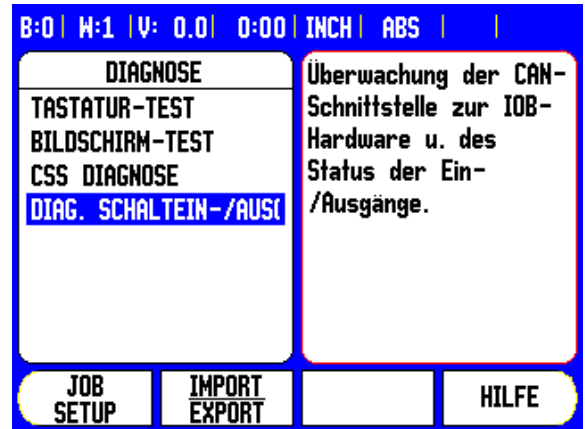 B:0| W:1 |V: 0.0| 0:00| INCH| ABS | |
DIAGNOSE
TASTATUR-TEST
BILDSCHIRM-TEST
CSS DIAGNOSE
DIAG. SCHALTEIN-/AUS(
Überwachung der CAN-
Schnittstelle zur IOB-
Hardware u. des
Status der Ein-
/Ausgänge.
JOB
SETUP
IMPORT
EXPORT
HILFE